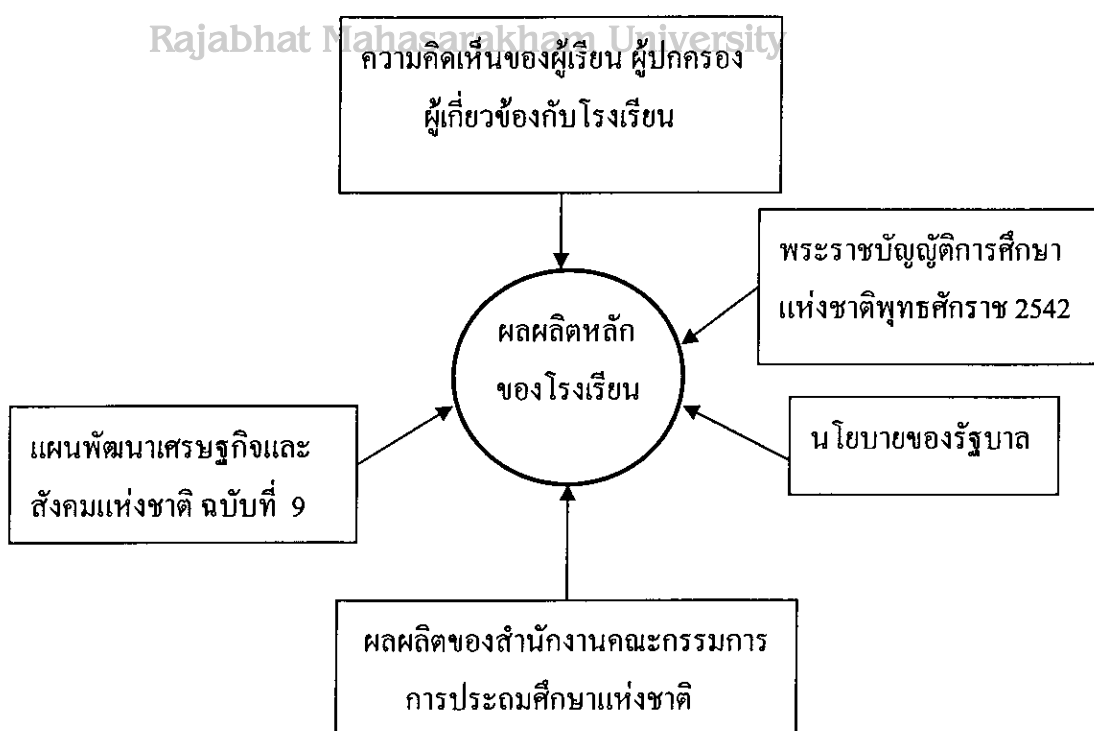 Rajabhat Mahasarakham University
ความคิดเห็นของผู้เรียน ผู้ปกครอง
ผู้เกี่ยวข้องกับโรงเรียน
พระราชบัญญัติการศึกษา
แห่งชาติพุทธศักราช 2542
ผลผลิตหลัก
ของโรงเรียน
แผนพัฒนาเศรษฐกิจและ
สังคมแห่งชาติ ฉบับที่ 9
นโยบายของรัฐบาล
ผลผลิตของสำนักงานคณะกรรมการ
การประถมศึกษาแห่งชาติ